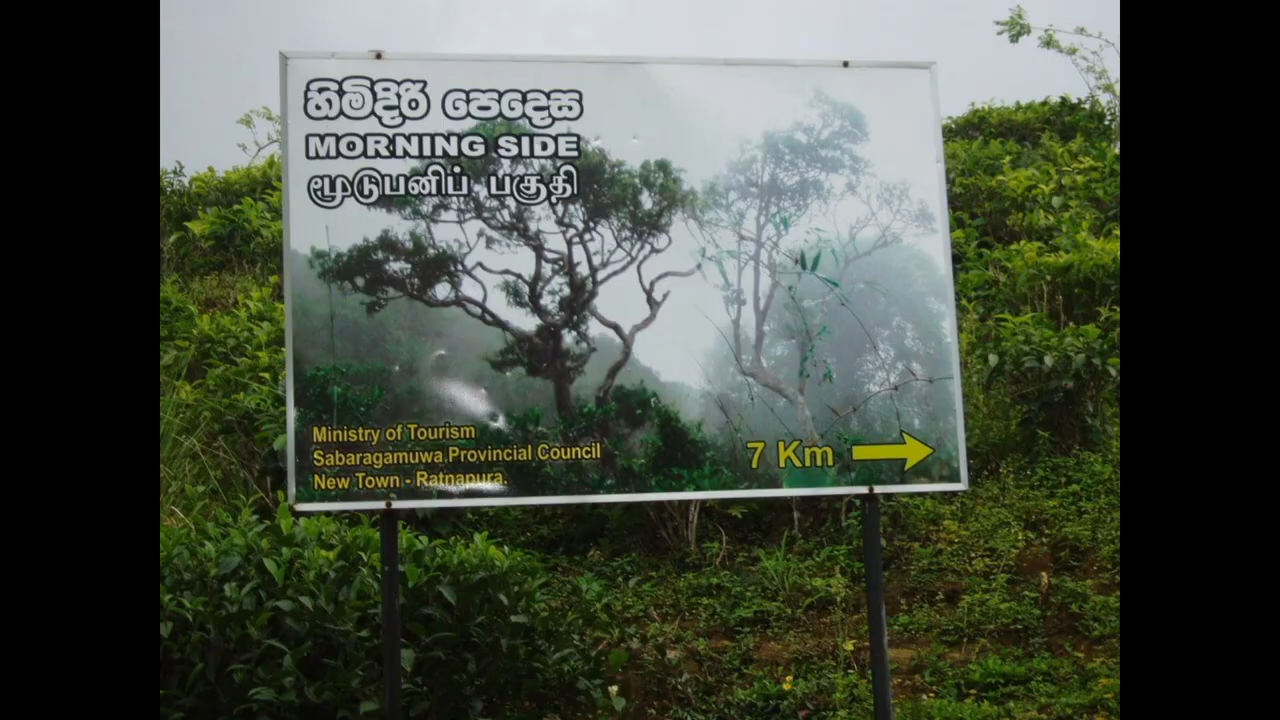 හිමිදිරි පෙදෙස
MORNING SIDE
மூடுபனிப் பகுதி
Ministry of Tourism
Sabaragamuwa Provincial Council
New Town - Ratnapura.
7 Km